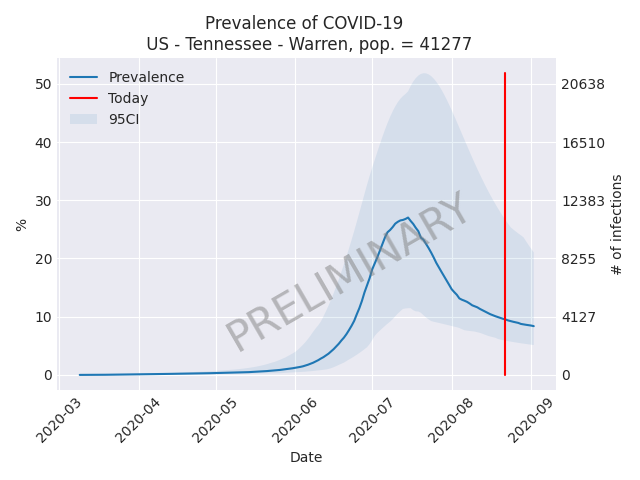 Prevalence of COVID-19
US - Tennessee - Warren, pop. = 41277
Prevalence
Today
95CI
50
40
30
20
10
0
%
20638
16510
12383
8255
4127
0
# of infections
PRELIMINARY
2020-03
2020-04
2020-05
2020-06
2020-07
2020-08
2020-09
Date